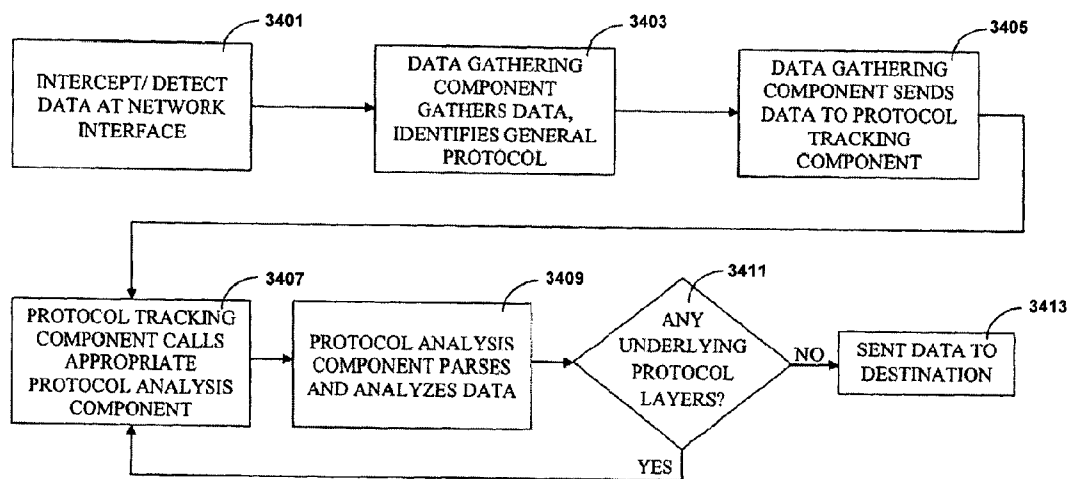 3401
INTERCEPT/ DETECT
DATA AT NETWORK
INTERFACE
3403
DATA GATHERING
COMPONENT
GATHERS DATA,
IDENTIFIES GENERAL
PROTOCOL
3405
DATA GATHERING
COMPONENT SENDS
DATA TO PROTOCOL
TRACKING
COMPONENT
3407
PROTOCOL TRACKING
COMPONENT CALLS
APPROPRIATE
PROTOCOL ANALYSIS
COMPONENT
3409
PROTOCOL ANALYSIS
COMPONENT PARSES
AND ANALYZES DATA
3411
ANY
UNDERLYING
PROTOCOL
LAYERS?
NO
YES
3413
SENT DATA TO
DESTINATION